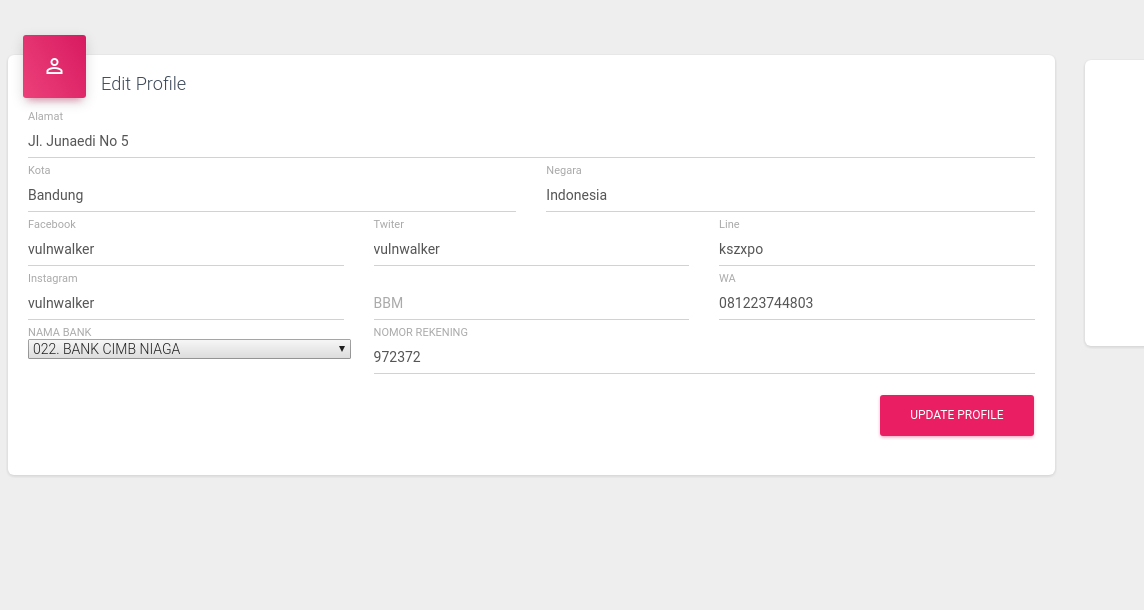 Edit Profile
Alamat
Jl. Junaedi No 5
Kota Negara
Bandung Indonesia
Facebook Twiter Line
vulnwalker vulnwalker kszxpo
Instagram WA
vulnwalker BBM 081223744803
NAMA BANK NOMOR REKENING
022. BANK CIMB NIAGA
972372
UPDATE PROFILE